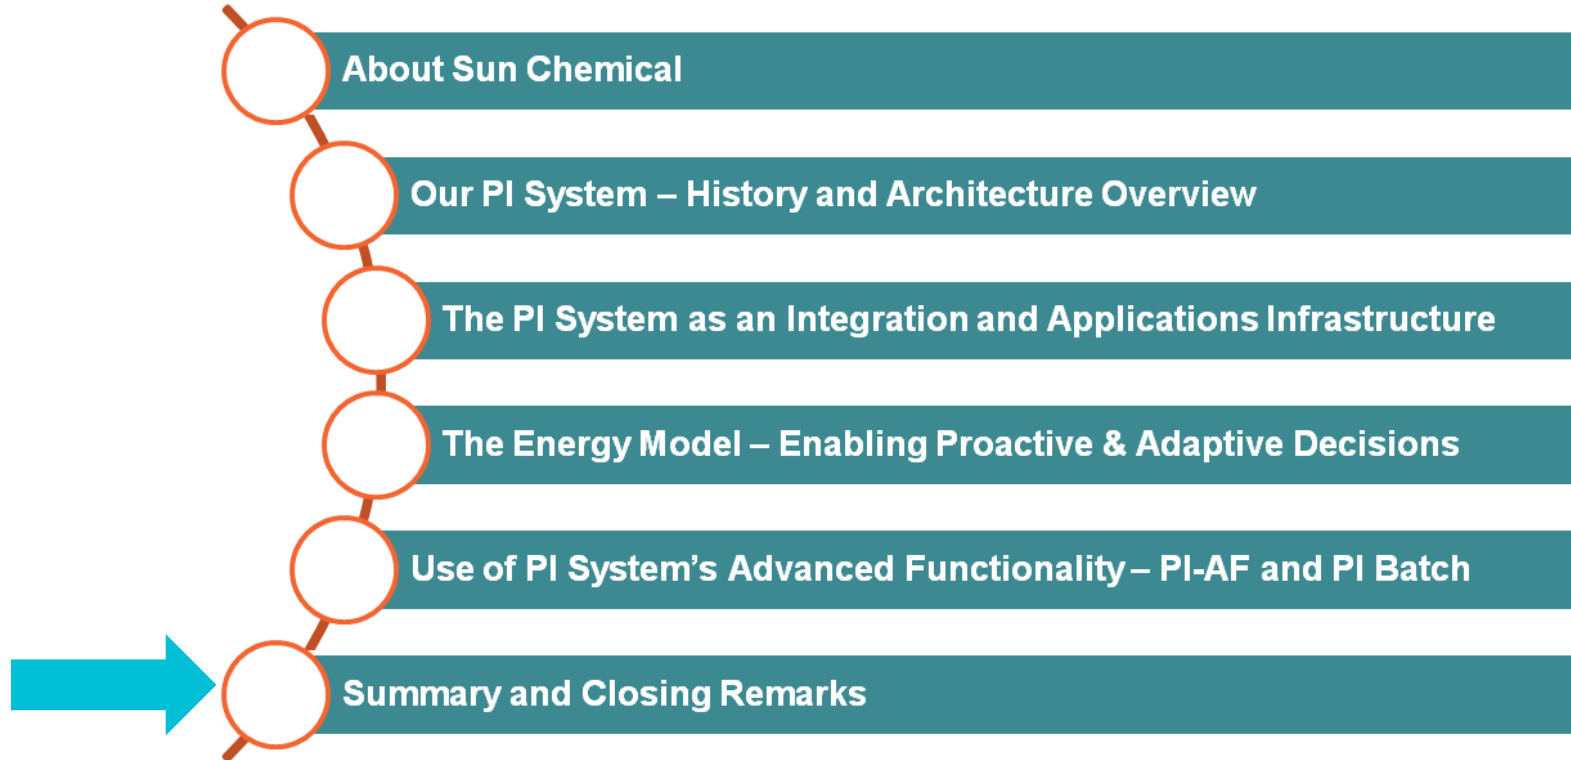 About Sun Chemical
Our PI System – History and Architecture Overview
The PI System as an Integration and Applications Infrastructure
The Energy Model – Enabling Proactive & Adaptive Decisions
Use of PI System’s Advanced Functionality – PI-AF and PI Batch
Summary and Closing Remarks